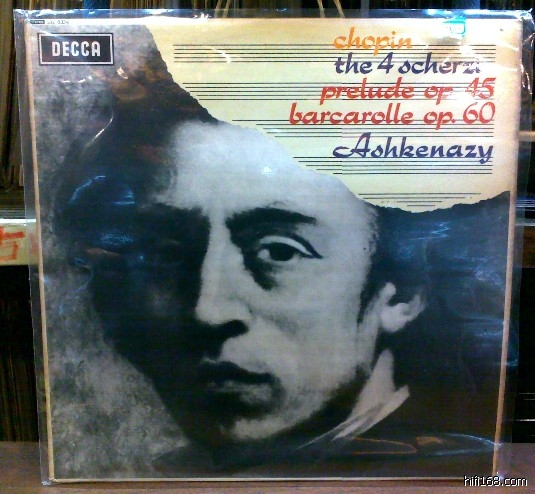 DECCA
chopin
the 4 scherzi
prelude op. 45
barcarolle op. 60
Ashkenazy
hifi168.com